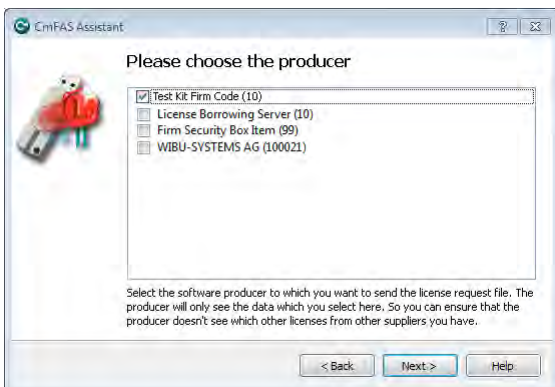 CmFAS Assistant
Please choose the producer
Test Kit Firm Code (10)
License Borrowing Server (10)
Firm Security Box Item (99)
WIBU-SYSTEMS AG (100021)
Select the software producer to which you want to send the license request file. The
producer will only see the data which you select here. So you can ensure that the
producer doesn't see which other licenses from other suppliers you have.
< Back
Next >
Help